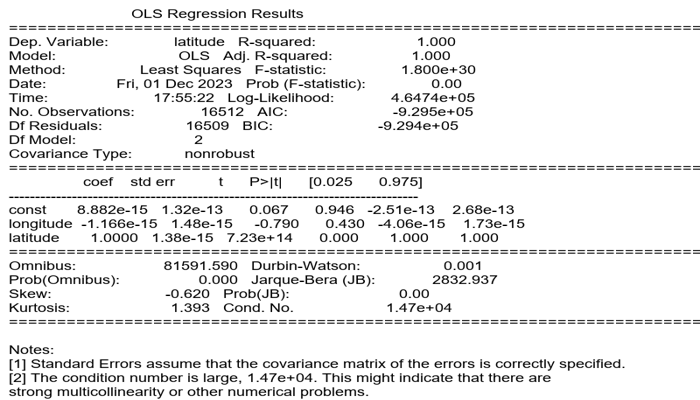 OLS Regression Results
==============================================================================
Dep. Variable: latitude R-squared: 1.000
Model: OLS Adj. R-squared: 1.000
Method: Least Squares F-statistic: 1.800e+30
Date: Fri, 01 Dec 2023 Prob (F-statistic): 0.00
Time: 17:55:22 Log-Likelihood: 4.6474e+05
No. Observations: 16512 AIC: -9.295e+05
Df Residuals: 16509 BIC: -9.294e+05
Df Model: 2
Covariance Type: nonrobust
==============================================================================
coef std err t P>|t| [0.025 0.975]
------------------------------------------------------------------------------
const 8.882e-15 1.32e-13 0.067 0.946 -2.51e-13 2.68e-13
longitude -1.166e-15 1.48e-15 -0.790 0.430 -4.06e-15 1.73e-15
latitude 1.0000 1.38e-15 7.23e+14 0.000 1.000 1.000
==============================================================================
Omnibus: 81591.590 Durbin-Watson: 0.001
Prob(Omnibus): 0.000 Jarque-Bera (JB): 2832.937
Skew: -0.620 Prob(JB): 0.00
Kurtosis: 1.393 Cond. No. 1.47e+04
==============================================================================
Notes:
[1] Standard Errors assume that the covariance matrix of the errors is correctly specified.
[2] The condition number is large, 1.47e+04. This might indicate that there are
strong multicollinearity or other numerical problems.